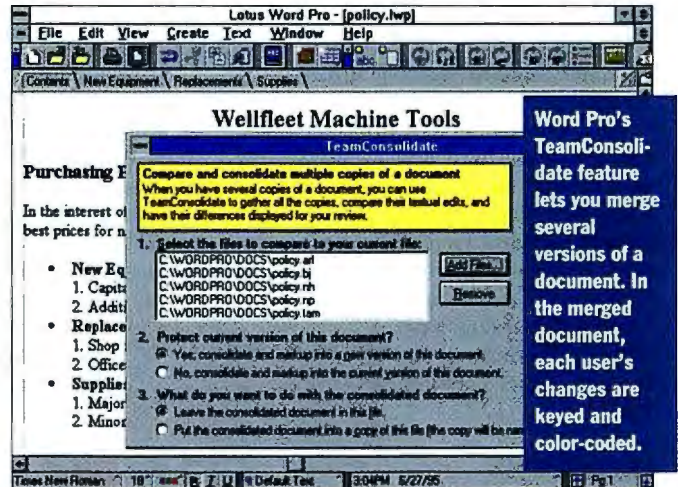 Lotus Word Pro - [policy.lwp]
File Edit View Create Text Window Help
Contents \ New Equipment \ Replacements \ Supplies \
Wellfleet Machine Tools
TeamConsolidate
Purchasing
Compare and consolidate multiple copies of a document
When you have several copies of a document, you can use
TeamConsolidate to gather all the copies, compare their textual edits, and
have their differences displayed for your review.
In the interest of
best prices for n
1. Select the files to compare to your current file:
C:\WORDPRO\DOCS\policy.arl
C:\WORDPRO\DOCS\policy.bj
C:\WORDPRO\DOCS\policy.nh
C:\WORDPRO\DOCS\policy.np
C:\WORDPRO\DOCS\policy.tam
Add Files...
Remove
• New Eq
1. Capita
2. Additi
• Replace
1. Shop
2. Office
• Supplie
1. Major
2. Minor
2. Protect current version of this document?
Yes, consolidate and markup into a new version of this document.
No, consolidate and markup into the current version of this document.
3. What do you want to do with the consolidated document?
Leave the consolidated document in this file.
Put the consolidated document into a copy of this file (the copy will be nam
Times New Roman 10 B I U Default Text 3:04PM 6/27/95 Pg 1
Word Pro's
TeamConsoli-
date feature
lets you merge
several
versions of a
document. In
the merged
document,
each user's
changes are
keyed and
color-coded.